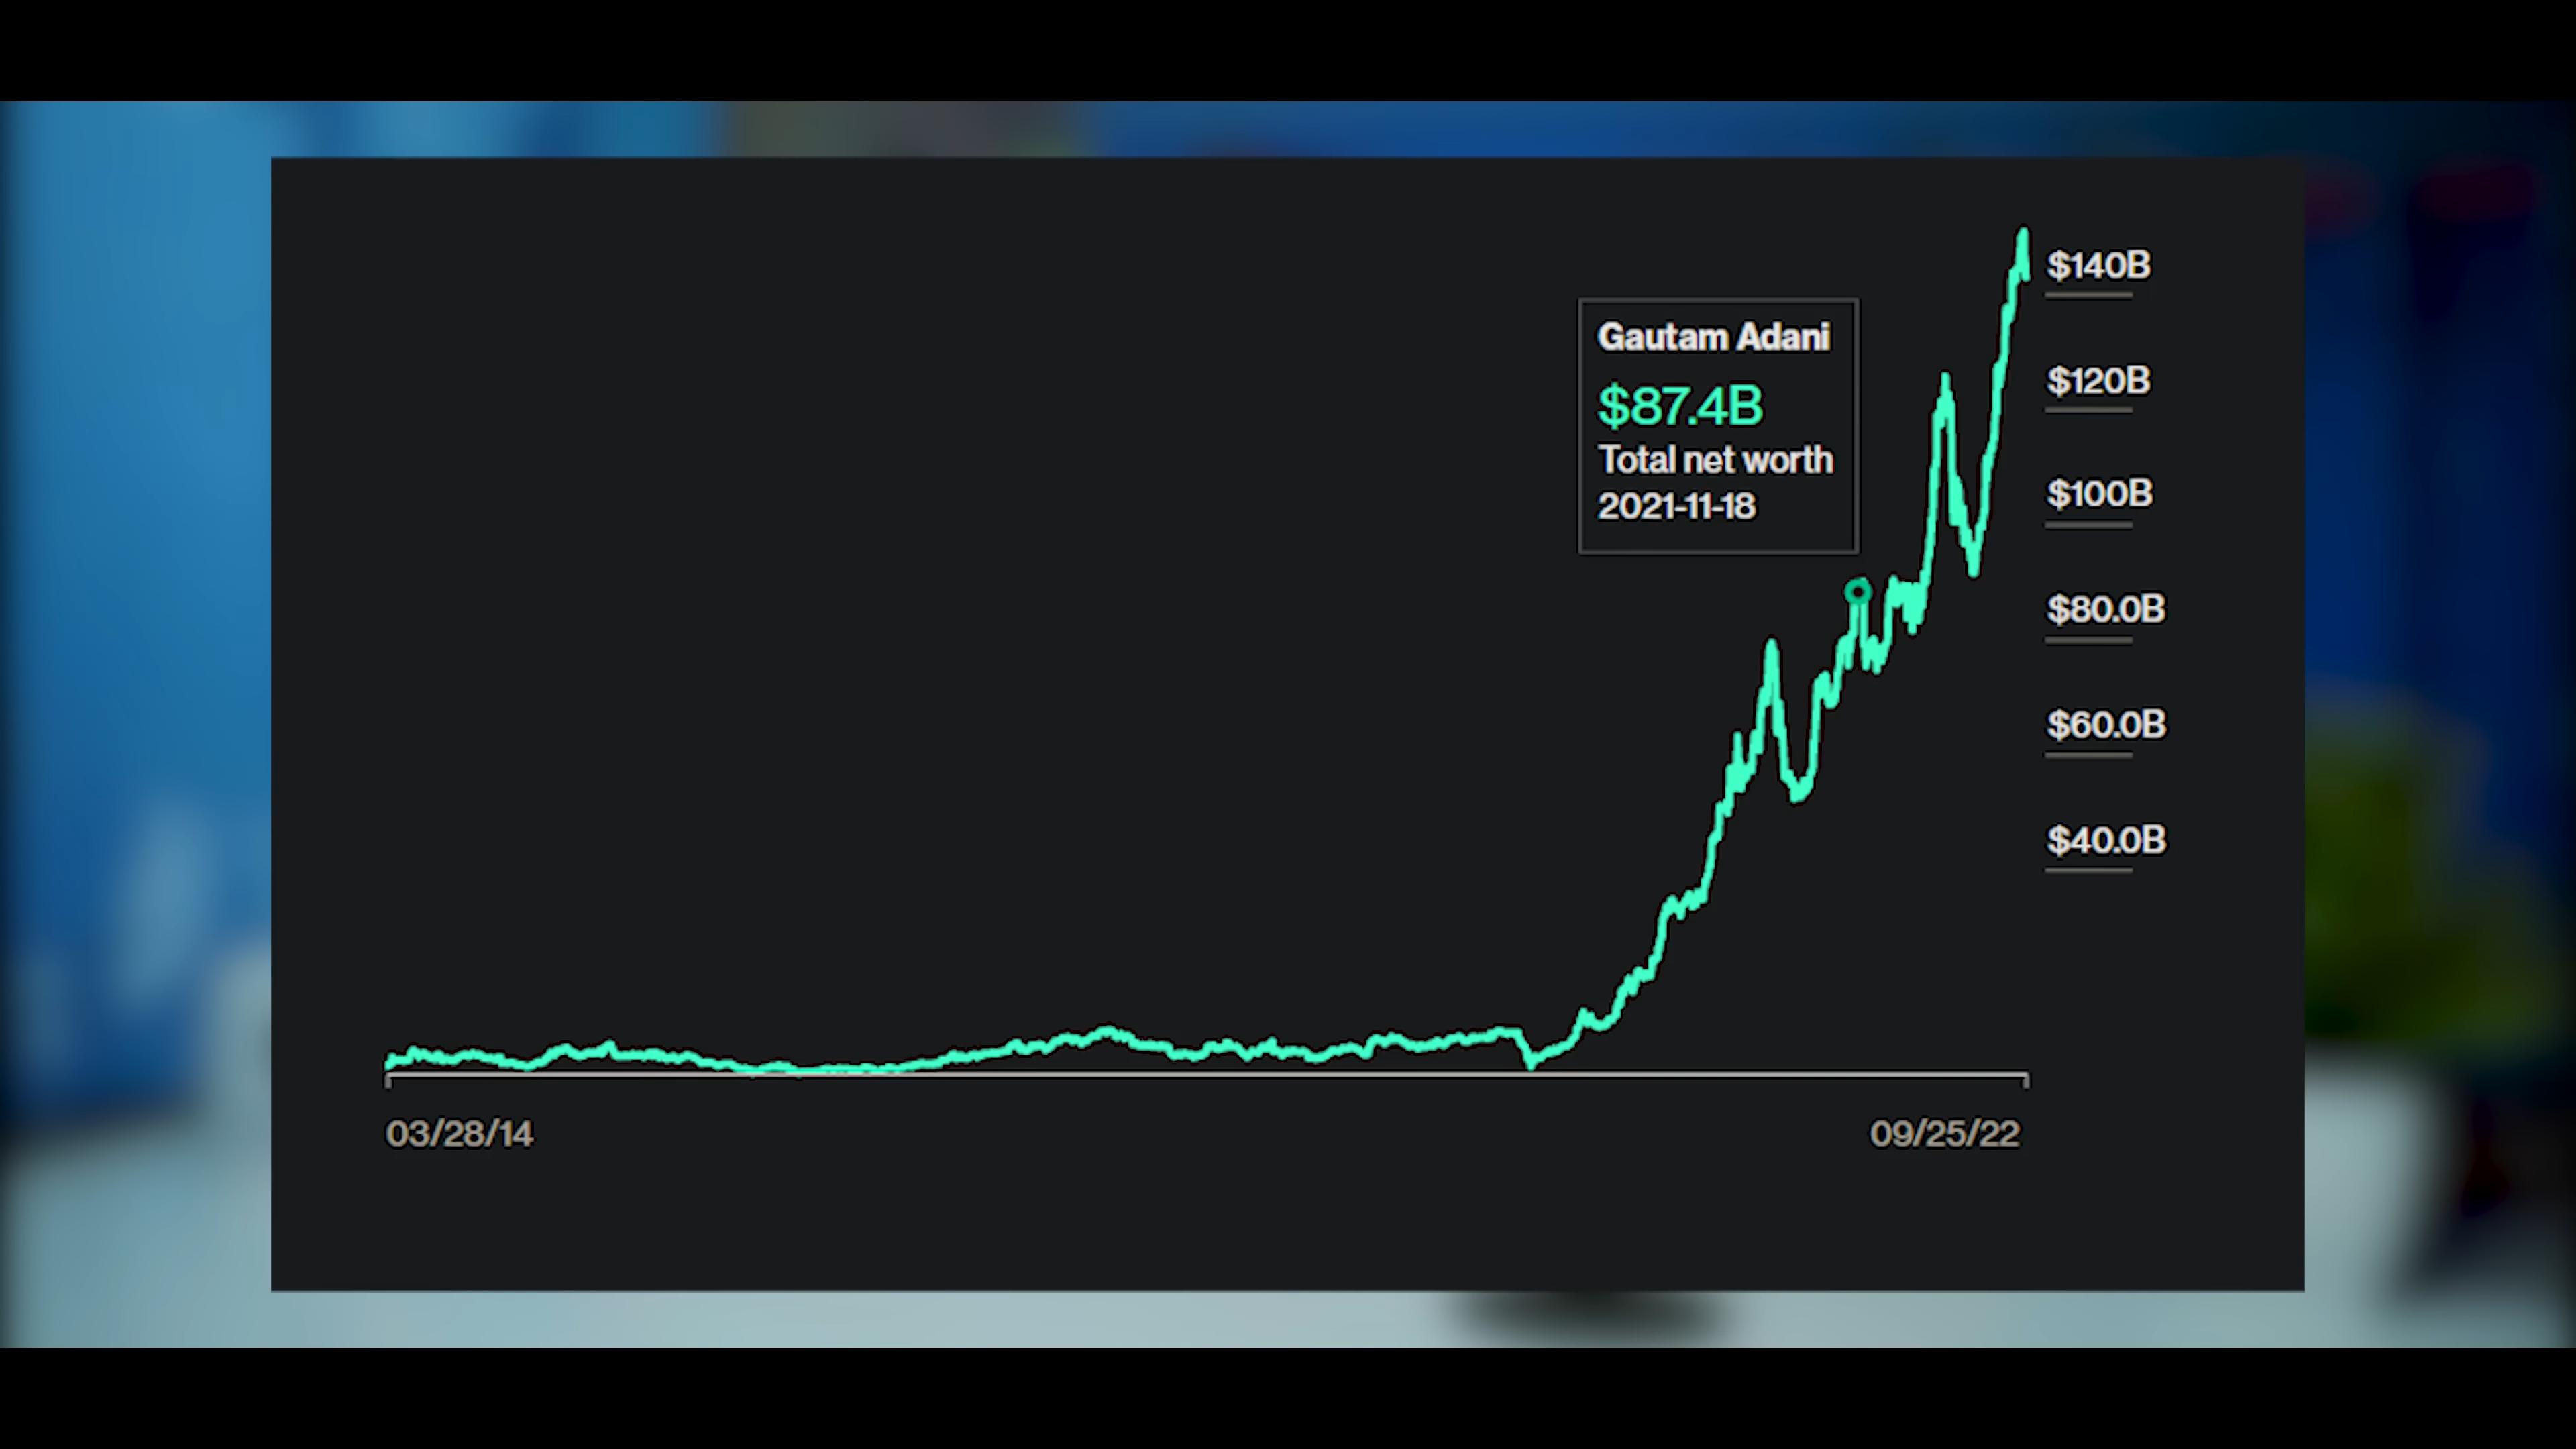 Gautam Adani
$87.4B
Total net worth
2021-11-18
$140B
$120B
$100B
$80.0B
$60.0B
$40.0B
03/28/14
09/25/22